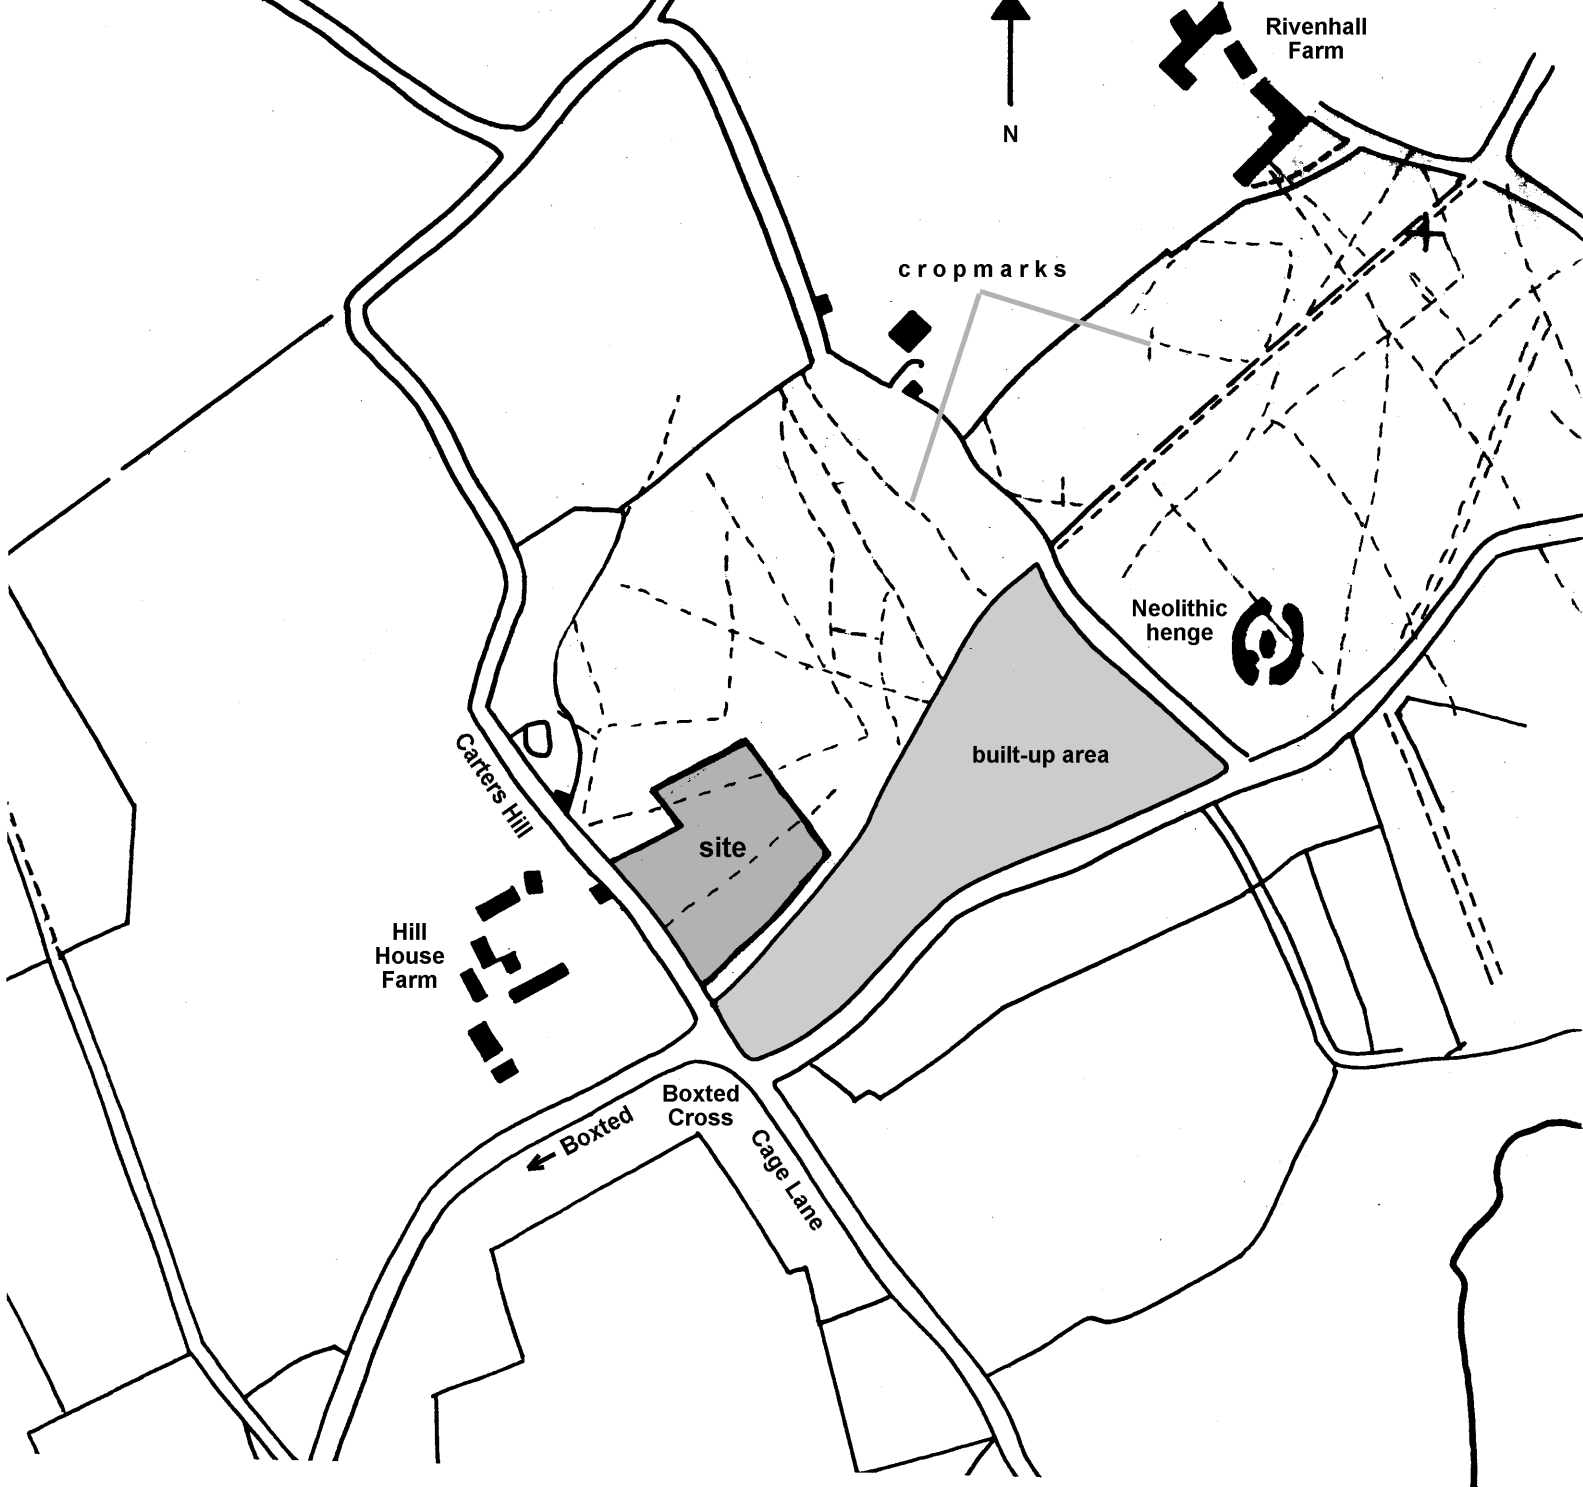 Rivenhall
Farm
N
cropmarks
Neolithic
henge
built-up area
Carters Hill
site
Hill
House
Farm
Boxted
Cross
Boxted
Cage Lane